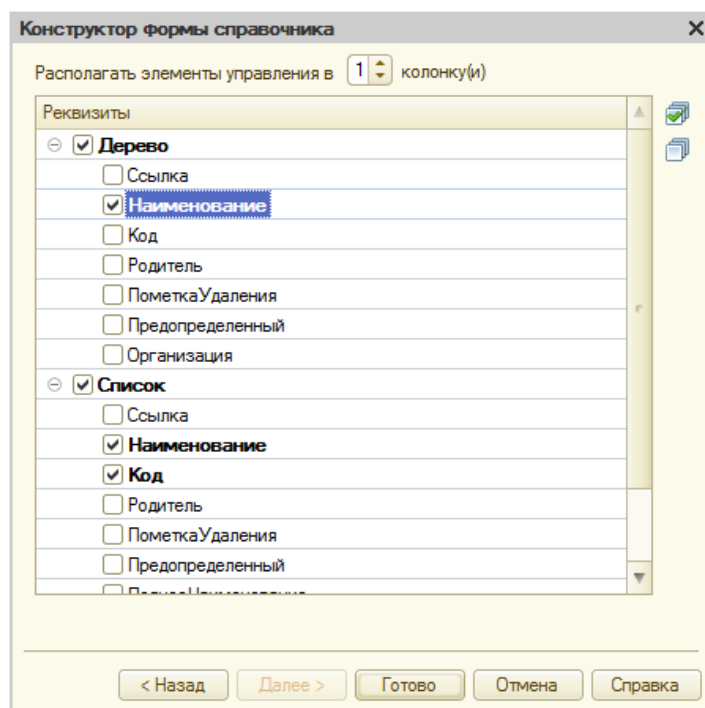 Конструктор формы справочника
Располагать элементы управления в 1 колонку(и)
Реквизиты
Дерево
Ссылка
Наименование
Код
Родитель
ПометкаУдаления
Предопределенный
Организация
Список
Ссылка
Наименование
Код
Родитель
ПометкаУдаления
Предопределенный
< Назад Далее > Готово Отмена Справка